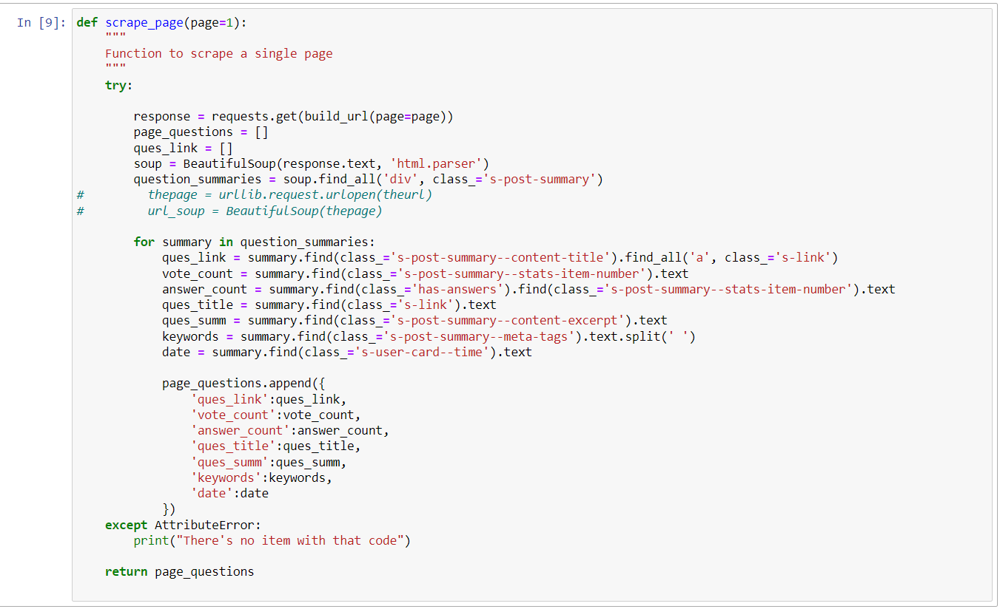 In [9]: def scrape_page(page=1):
    """
    Function to scrape a single page
    """
    try:
        response = requests.get(build_url(page=page))
        page_questions = []
        ques_link = []
        soup = BeautifulSoup(response.text, 'html.parser')
        question_summaries = soup.find_all('div', class_='s-post-summary')
#         thepage = urllib.request.urlopen(theurl)
#         url_soup = BeautifulSoup(thepage)
        for summary in question_summaries:
            ques_link = summary.find(class_='s-post-summary--content-title').find_all('a', class_='s-link')
            vote_count = summary.find(class_='s-post-summary--stats-item-number').text
            answer_count = summary.find(class_='has-answers').find(class_='s-post-summary--stats-item-number').text
            ques_title = summary.find(class_='s-link').text
            ques_summ = summary.find(class_='s-post-summary--content-excerpt').text
            keywords = summary.find(class_='s-post-summary--meta-tags').text.split(' ')
            date = summary.find(class_='s-user-card--time').text
            page_questions.append({
                'ques_link':ques_link,
                'vote_count':vote_count,
                'answer_count':answer_count,
                'ques_title':ques_title,
                'ques_summ':ques_summ,
                'keywords':keywords,
                'date':date
            })
    except AttributeError:
        print("There's no item with that code")
    return page_questions